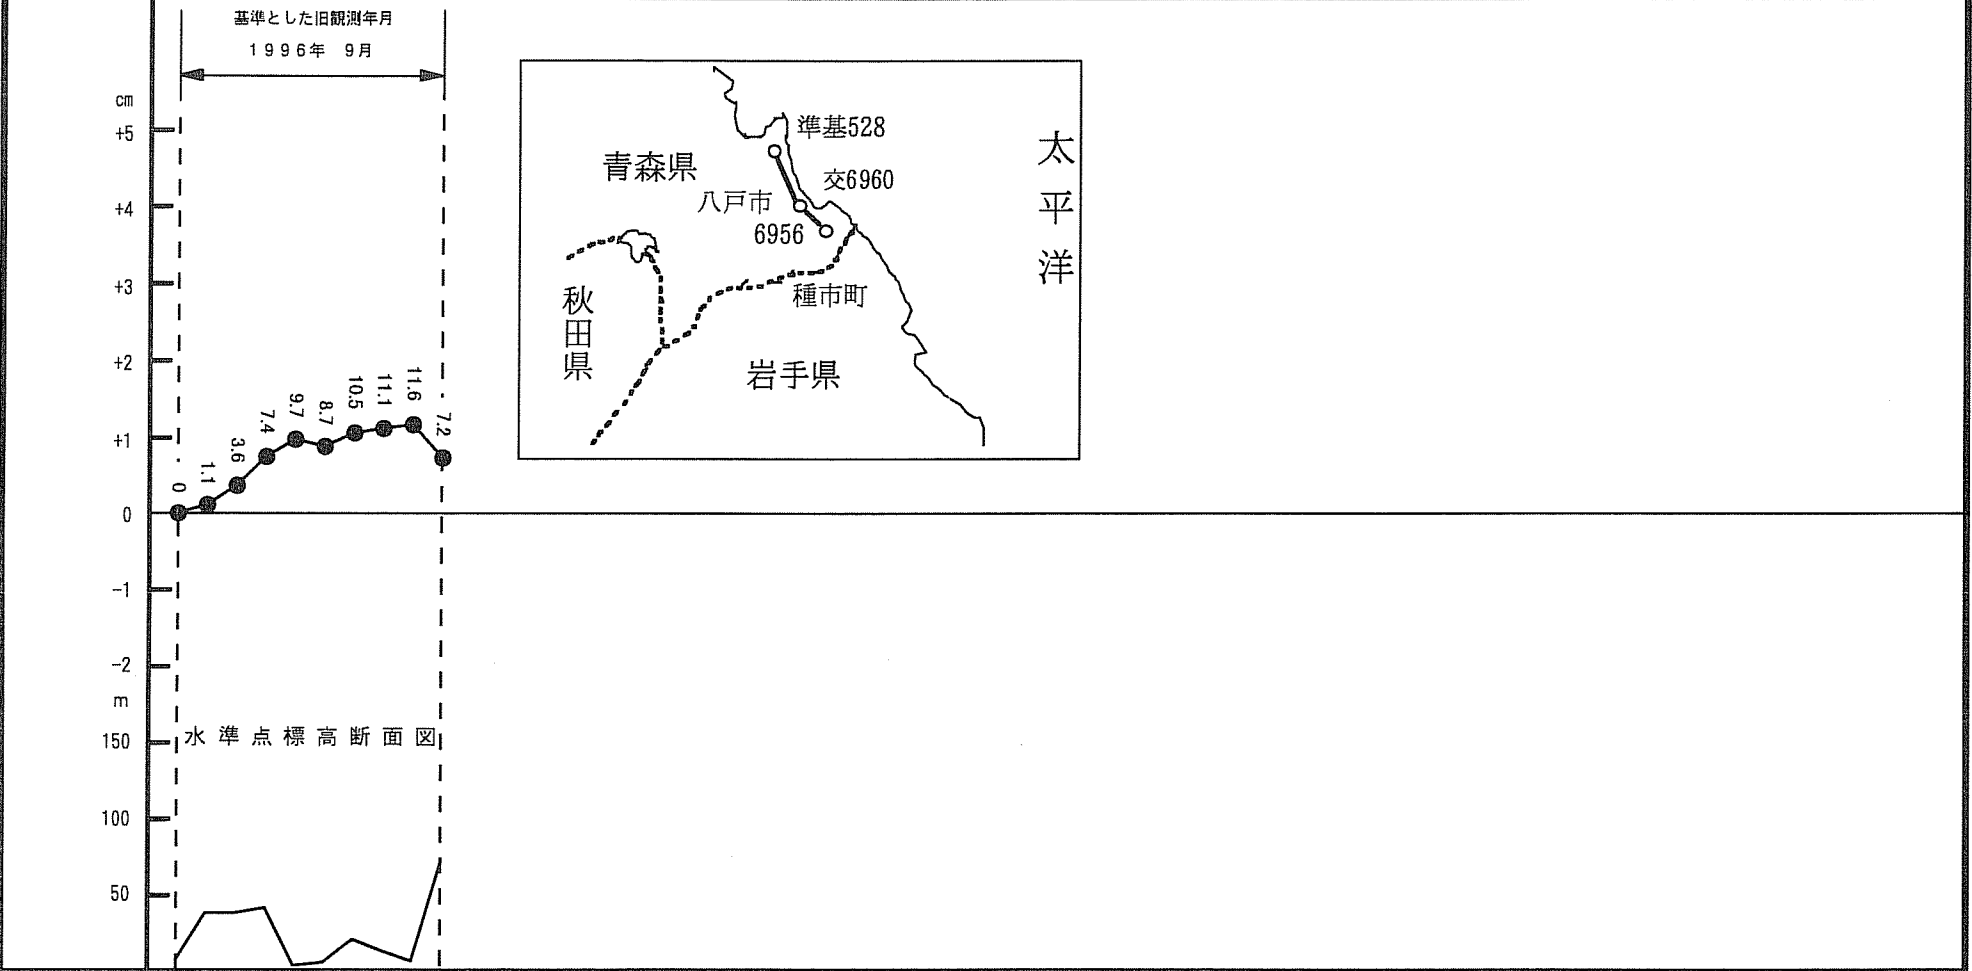 基準とした旧観測年月
1996年 9月
cm
+5
+4
+3
+2
+1
0
-1
-2
m
150
100
50
0
1.1
3.6
7.4
9.7
8.7
10.5
11.1
11.6
7.2
水準点標高断面図
準基528
青森県
交6960
八戸市
6956
太平洋
種市町
秋田県
岩手県